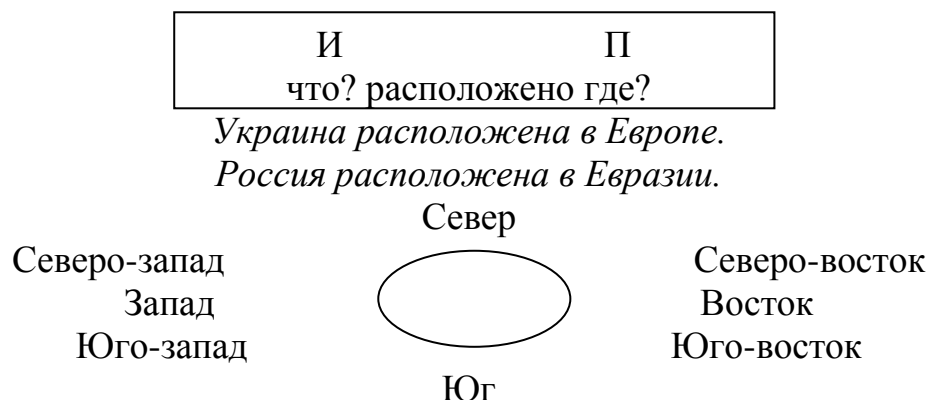 И П
что? расположено где?
Украина расположена в Европе.
Россия расположена в Евразии.
Север
Северо-запад Северо-восток
Запад Восток
Юго-запад Юго-восток
Юг